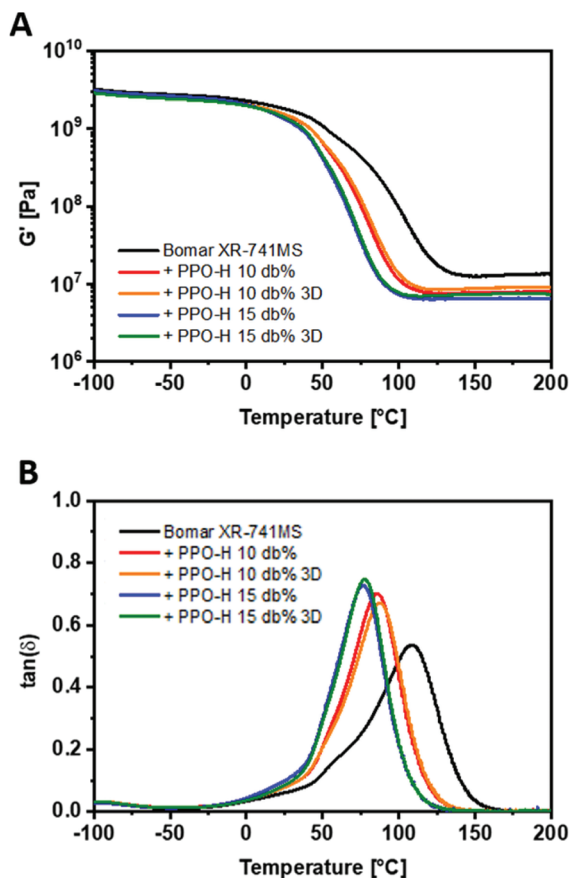 A
10¹⁰
10⁹
10⁸
10⁷
10⁶
G' [Pa]
Bomar XR-741MS
+ PPO-H 10 db%
+ PPO-H 10 db% 3D
+ PPO-H 15 db%
+ PPO-H 15 db% 3D
-100 -50 0 50 100 150 200
Temperature [°C]
B
1.0
0.8
0.6
0.4
0.2
0.0
tan(δ)
Bomar XR-741MS
+ PPO-H 10 db%
+ PPO-H 10 db% 3D
+ PPO-H 15 db%
+ PPO-H 15 db% 3D
-100 -50 0 50 100 150 200
Temperature [°C]